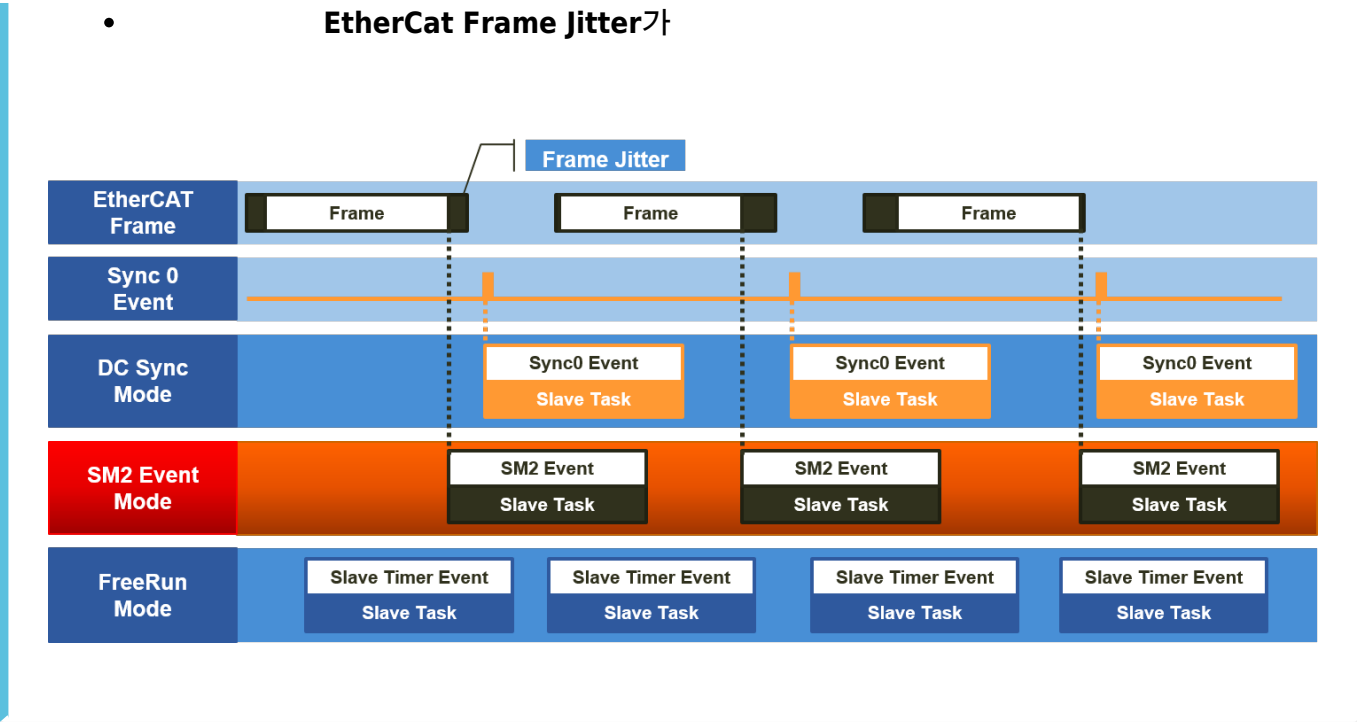 • EtherCat Frame Jitter가
Frame Jitter
EtherCAT
Frame
Frame Frame Frame
Sync 0
Event
DC Sync
Mode
Sync0 Event Sync0 Event Sync0 Event
Slave Task Slave Task Slave Task
SM2 Event
Mode
SM2 Event SM2 Event SM2 Event
Slave Task Slave Task Slave Task
FreeRun
Mode
Slave Timer Event Slave Timer Event Slave Timer Event Slave Timer Event
Slave Task Slave Task Slave Task Slave Task